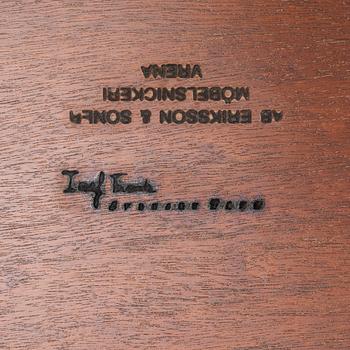 AB ERIKSSON & SÖNER
MÖBELSNICKERI
VRENA
Josef Frank
SVENSKT TENN